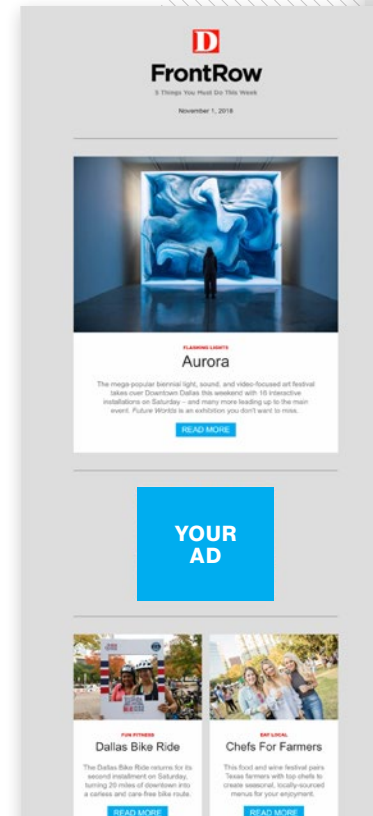 D
FrontRow
5 Things You Must Do This Week
November 1, 2018
FLASHING LIGHTS
Aurora
The mega-popular biennial light, sound, and video-focused art festival
takes over Downtown Dallas this weekend with 16 interactive
installations on Saturday – and many more leading up to the main
event. Future Worlds is an exhibition you don't want to miss.
READ MORE
YOUR
AD
FUN FITNESS
Dallas Bike Ride
The Dallas Bike Ride returns for its
second installment on Saturday,
turning 20 miles of downtown into
a carless and care-free bike route.
READ MORE
EAT LOCAL
Chefs For Farmers
This food and wine festival pairs
Texas farmers with top chefs to
create seasonal, locally-sourced
menus for your enjoyment.
READ MORE